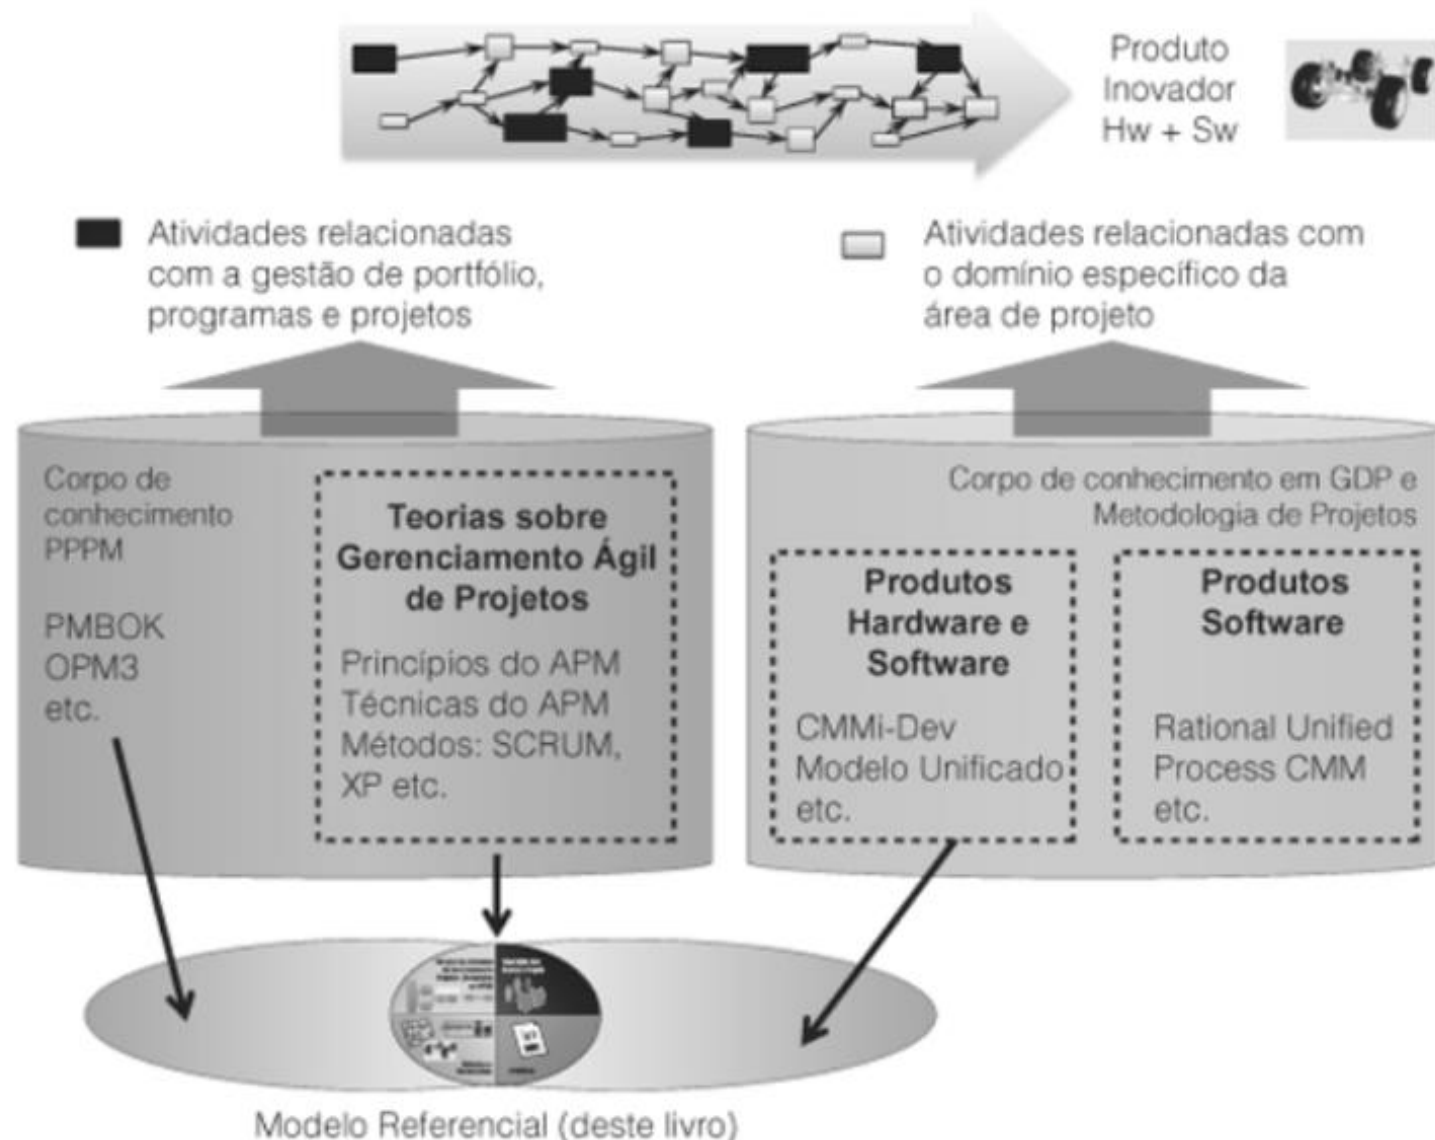 Produto
Inovador
Hw + Sw
Atividades relacionadas
com a gestão de portfólio,
programas e projetos
Atividades relacionadas com
o domínio específico da
área de projeto
Corpo de
conhecimento
PPPM
PMBOK
OPM3
etc.
Teorias sobre
Gerenciamento Ágil
de Projetos
Princípios do APM
Técnicas do APM
Métodos: SCRUM,
XP etc.
Corpo de conhecimento em GDP e
Metodologia de Projetos
Produtos
Hardware e
Software
CMMi-Dev
Modelo Unificado
etc.
Produtos
Software
Rational Unified
Process CMM
etc.
Modelo Referencial (deste livro)